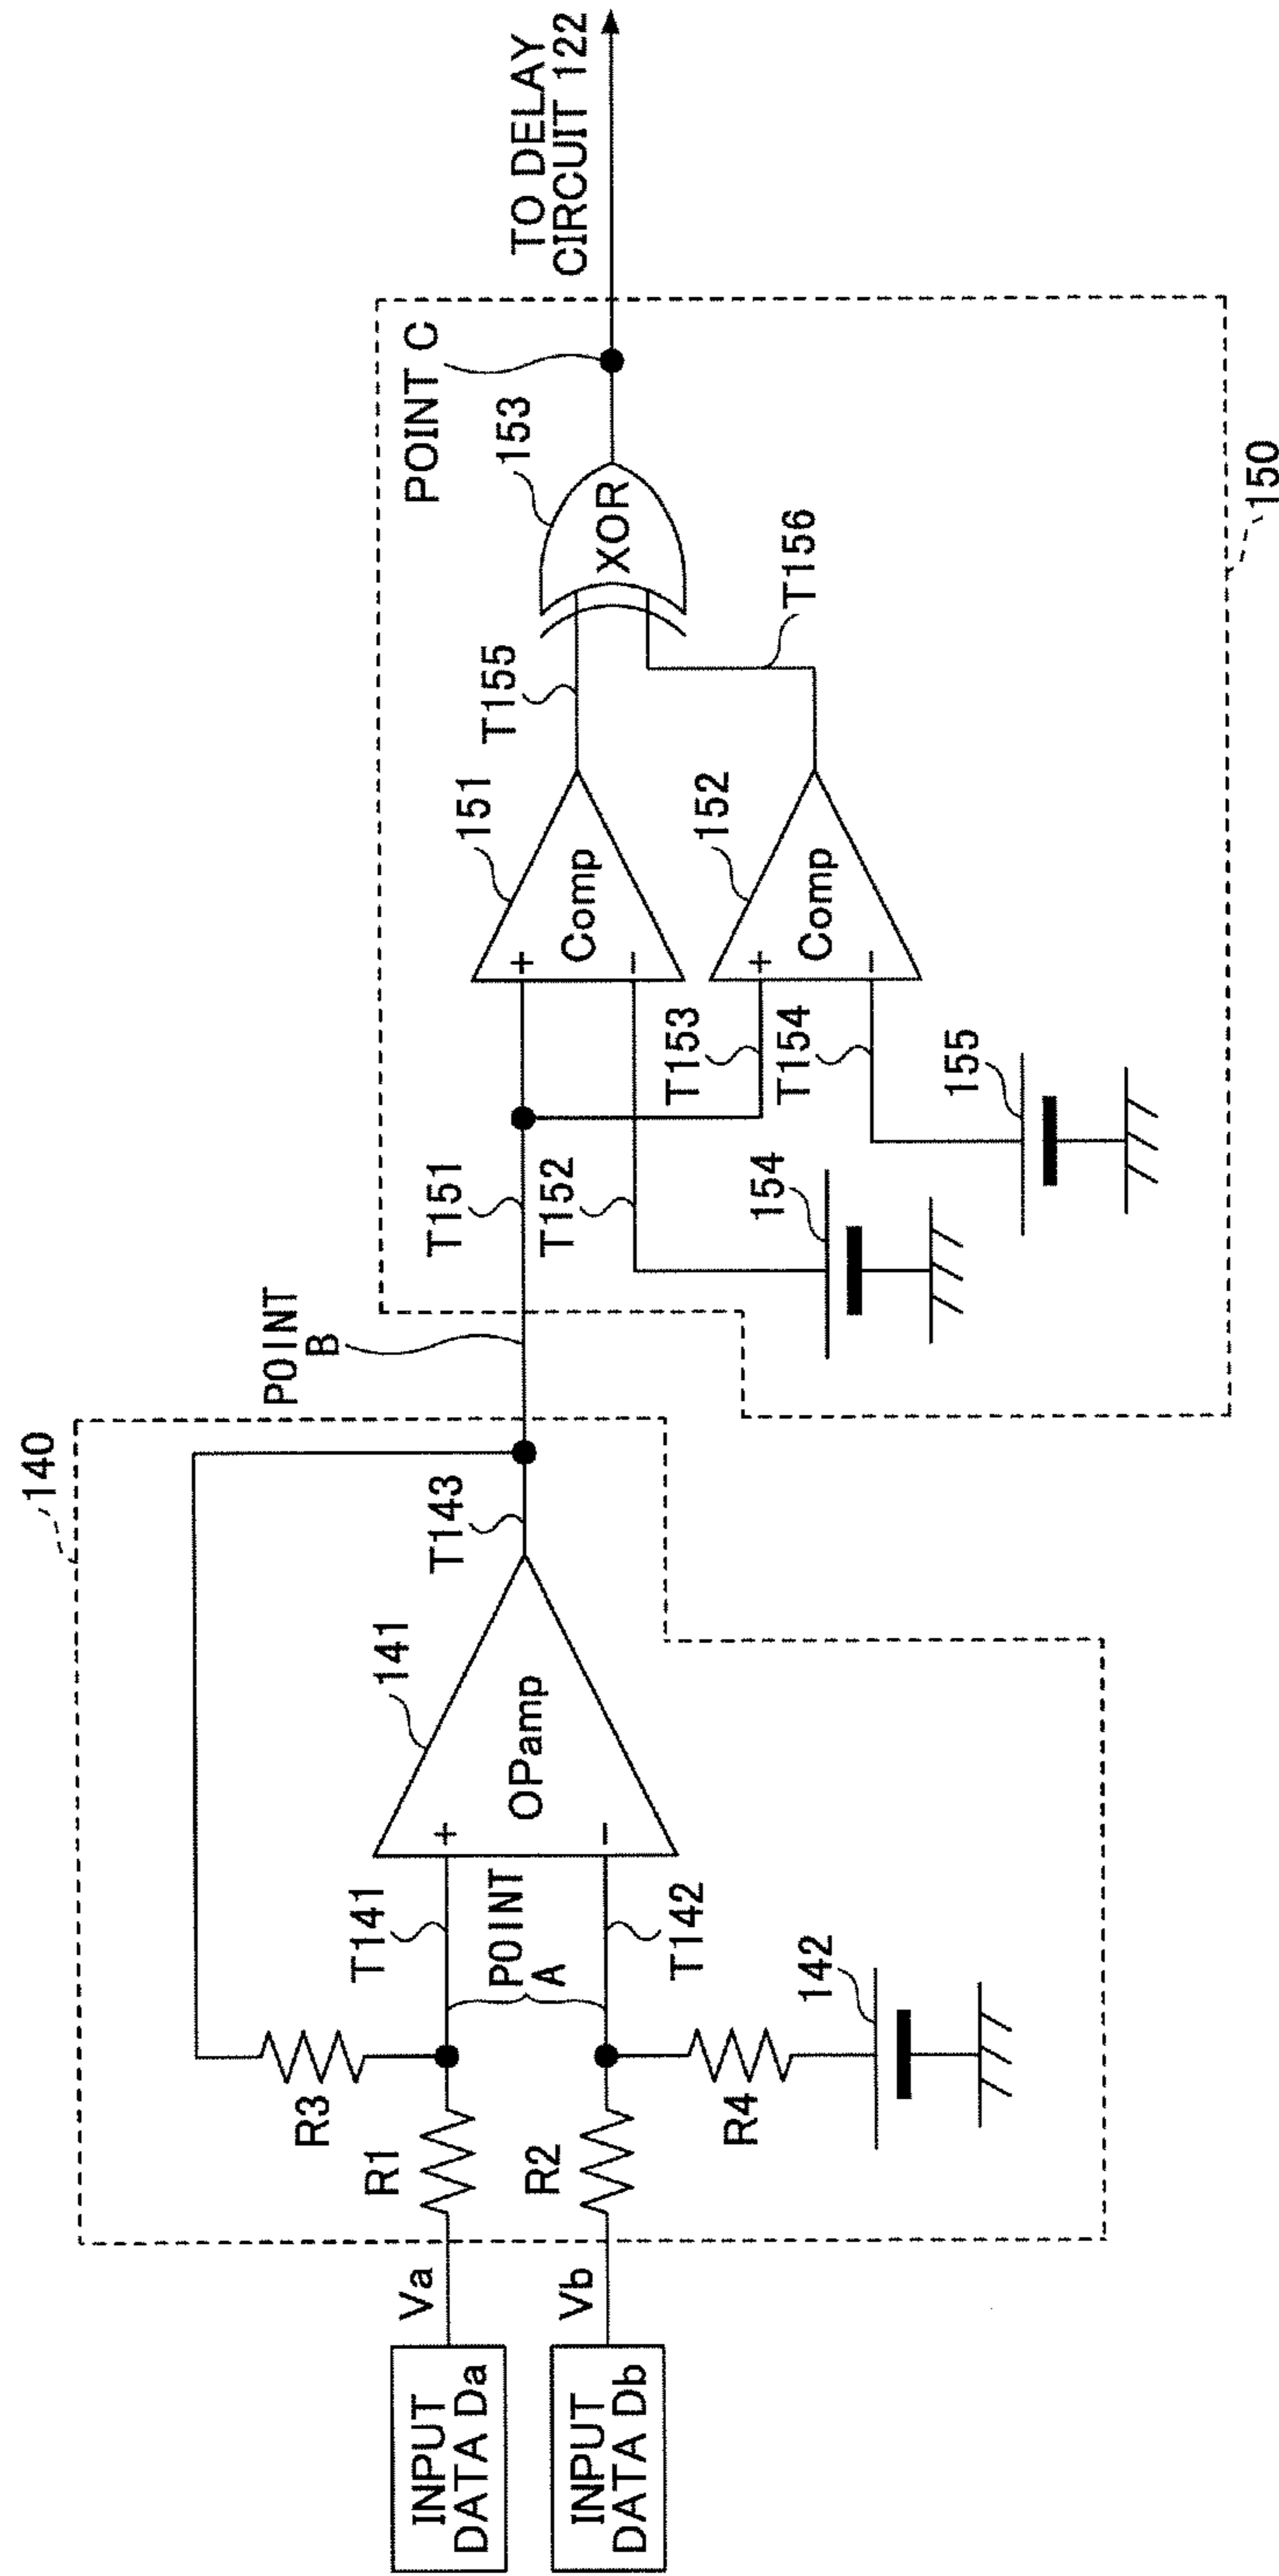 INPUT
DATA Da
INPUT
DATA Db
Va
Vb
R1
R2
R3
R4
T141
POINT
A
T142
142
+
−
OPamp
141
T143
140
POINT
B
T151
T152
154
T153
T154
155
+
−
Comp
151
+
−
Comp
152
T155
T156
XOR
153
POINT C
150
TO DELAY
CIRCUIT 122